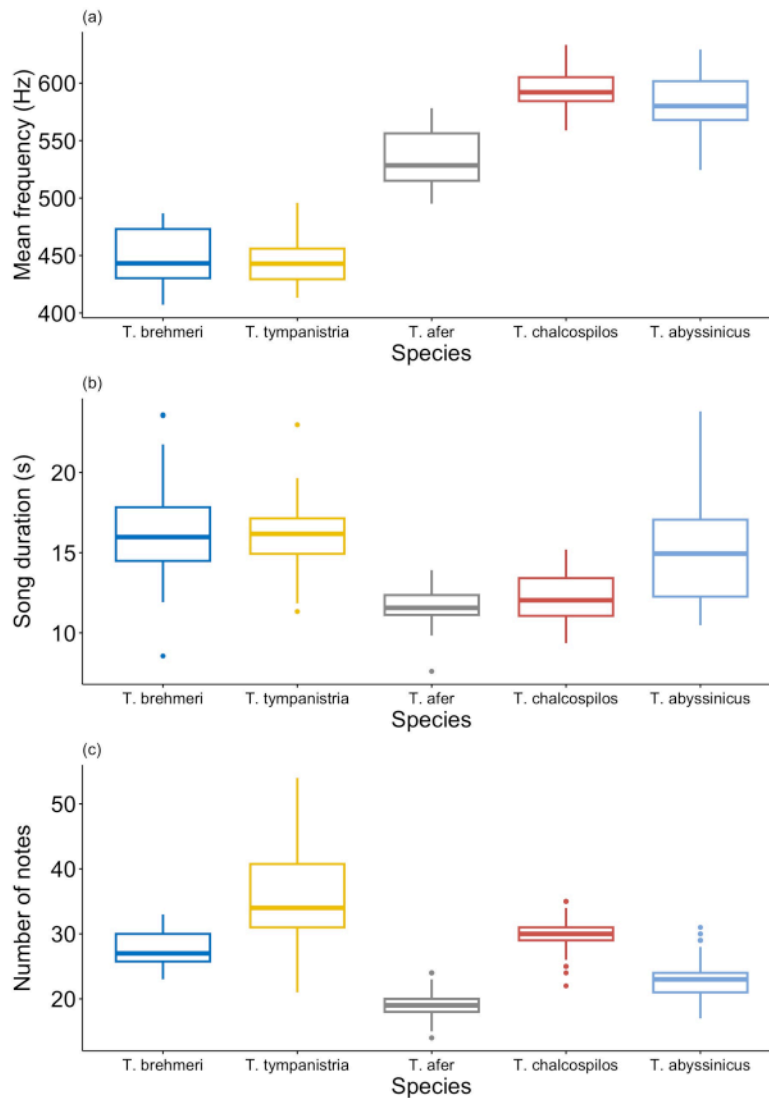 (a)
Mean frequency (Hz)
600
550
500
450
400
T. brehmeri T. tympanistria T. afer T. chalcospilos T. abyssinicus
Species
(b)
Song duration (s)
20
15
10
T. brehmeri T. tympanistria T. afer T. chalcospilos T. abyssinicus
Species
(c)
Number of notes
50
40
30
20
T. brehmeri T. tympanistria T. afer T. chalcospilos T. abyssinicus
Species